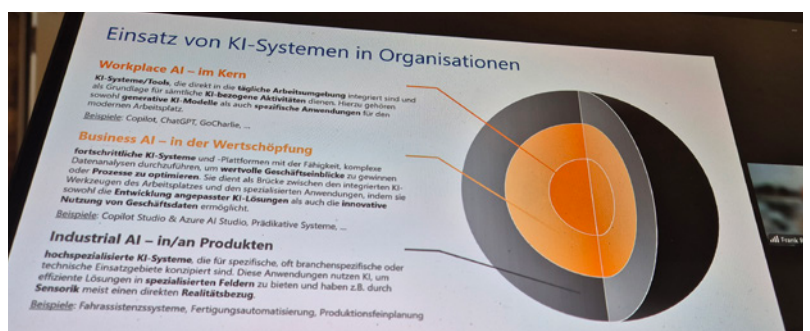 Einsatz von KI-Systemen in Organisationen
Workplace AI – im Kern
KI-Systeme/Tools, die direkt in die tägliche Arbeitsumgebung integriert sind und
als Grundlage für sämtliche KI-bezogene Aktivitäten dienen. Hierzu gehören
sowohl generative KI-Modelle als auch spezifische Anwendungen für den
modernen Arbeitsplatz.
Beispiele: Copilot, ChatGPT, GoCharlie, ...
Business AI – in der Wertschöpfung
fortschrittliche KI-Systeme und -Plattformen mit der Fähigkeit, komplexe
Datenanalysen durchzuführen, um wertvolle Geschäftseinblicke zu gewinnen
oder Prozesse zu optimieren. Sie dient als Brücke zwischen den integrierten KI-
Werkzeugen des Arbeitsplatzes und den spezialisierten Anwendungen, indem sie
sowohl die Entwicklung angepasster KI-Lösungen als auch die innovative
Nutzung von Geschäftsdaten ermöglicht.
Beispiele: Copilot Studio & Azure AI Studio, Prädikative Systeme, ...
Industrial AI – in/an Produkten
hochspezialisierte KI-Systeme, die für spezifische, oft branchenspezifische oder
technische Einsatzgebiete konzipiert sind. Diese Anwendungen nutzen KI, um
effiziente Lösungen in spezialisierten Feldern zu bieten und haben z.B. durch
Sensorik meist einen direkten Realitätsbezug.
Beispiele: Fahrassistenzsysteme, Fertigungsautomatisierung, Produktionsfeinplanung
Frank